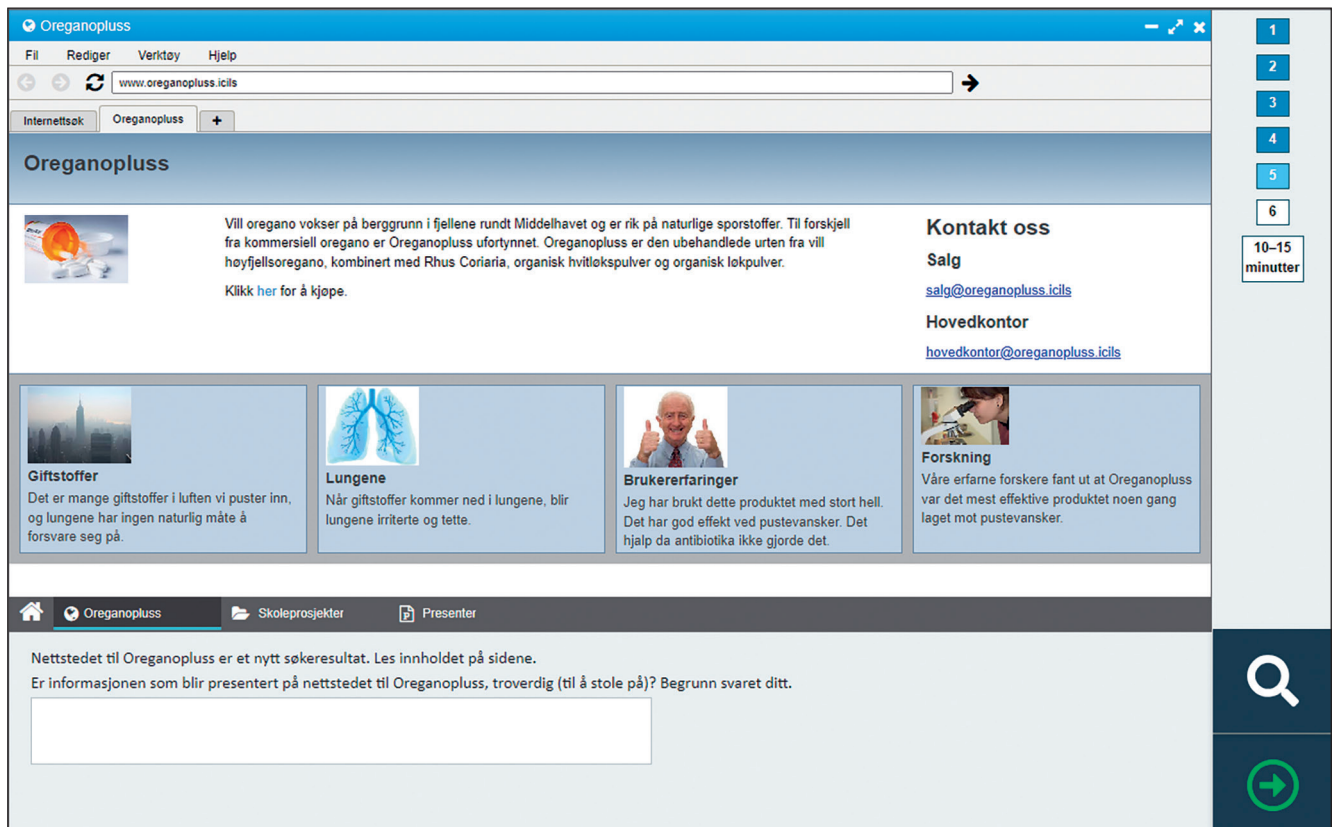 Oreganopluss
Fil Rediger Verktøy Hjelp
www.oreganopluss.icils
Internettsøk Oreganopluss +
Oreganopluss
Vill oregano vokser på berggrunn i fjellene rundt Middelhavet og er rik på naturlige sporstoffer. Til forskjell
fra kommersiell oregano er Oreganopluss ufortynnet. Oreganopluss er den ubehandlede urten fra vill
høyfjellsoregano, kombinert med Rhus Coriaria, organisk hvitløkspulver og organisk løkpulver.
Klikk her for å kjøpe.
Kontakt oss
Salg
salg@oreganopluss.icils
Hovedkontor
hovedkontor@oreganopluss.icils
Giftstoffer
Det er mange giftstoffer i luften vi puster inn,
og lungene har ingen naturlig måte å
forsvare seg på.
Lungene
Når giftstoffer kommer ned i lungene, blir
lungene irriterte og tette.
Brukererfaringer
Jeg har brukt dette produktet med stort hell.
Det har god effekt ved pustevansker. Det
hjalp da antibiotika ikke gjorde det.
Forskning
Våre erfarne forskere fant ut at Oreganopluss
var det mest effektive produktet noen gang
laget mot pustevansker.
Oreganopluss Skoleprosjekter Presenter
Nettstedet til Oreganopluss er et nytt søkeresultat. Les innholdet på sidene.
Er informasjonen som blir presentert på nettstedet til Oreganopluss, troverdig (til å stole på)? Begrunn svaret ditt.
1
2
3
4
5
6
10–15
minutter